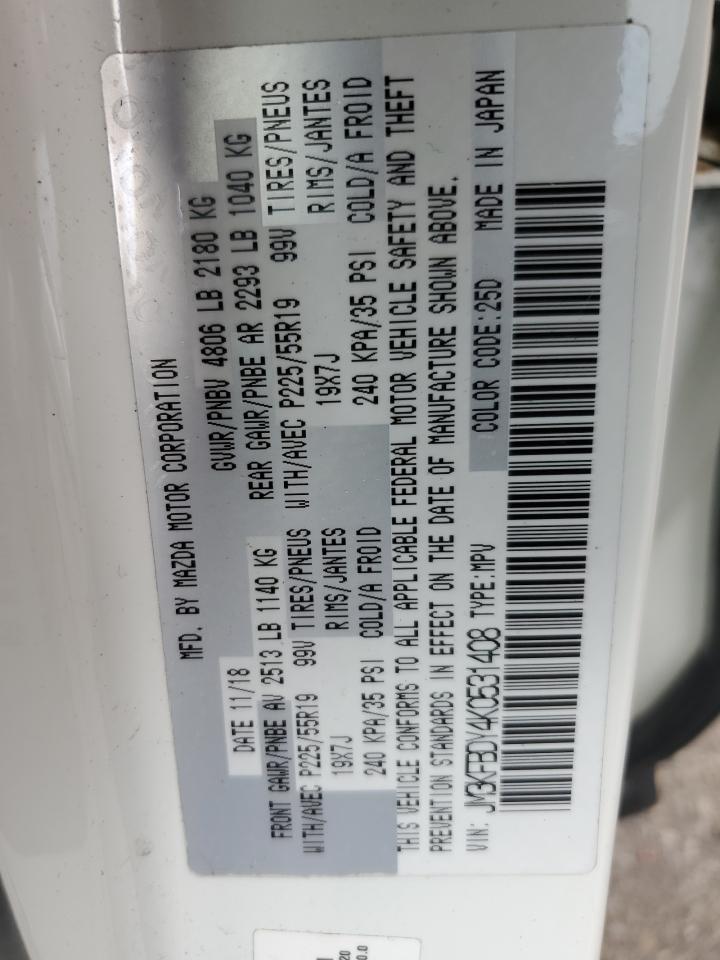 MFD. BY MAZDA MOTOR CORPORATION
DATE 11/18 GVWR/PNBV 4806 LB 2180 KG
FRONT GAWR/PNBE AV 2513 LB 1140 KG REAR GAWR/PNBE AR 2293 LB 1040 KG
WITH/AVEC P225/55R19 99V TIRES/PNEUS WITH/AVEC P225/55R19 99V TIRES/PNEUS
19X7J RIMS/JANTES 19X7J RIMS/JANTES
240 KPA/35 PSI COLD/A FROID 240 KPA/35 PSI COLD/A FROID
THIS VEHICLE CONFORMS TO ALL APPLICABLE FEDERAL MOTOR VEHICLE SAFETY AND THEFT
PREVENTION STANDARDS IN EFFECT ON THE DATE OF MANUFACTURE SHOWN ABOVE.
VIN: JM3KFBDY4K0531408 TYPE:MPV COLOR CODE:25D MADE IN JAPAN
20
0.0